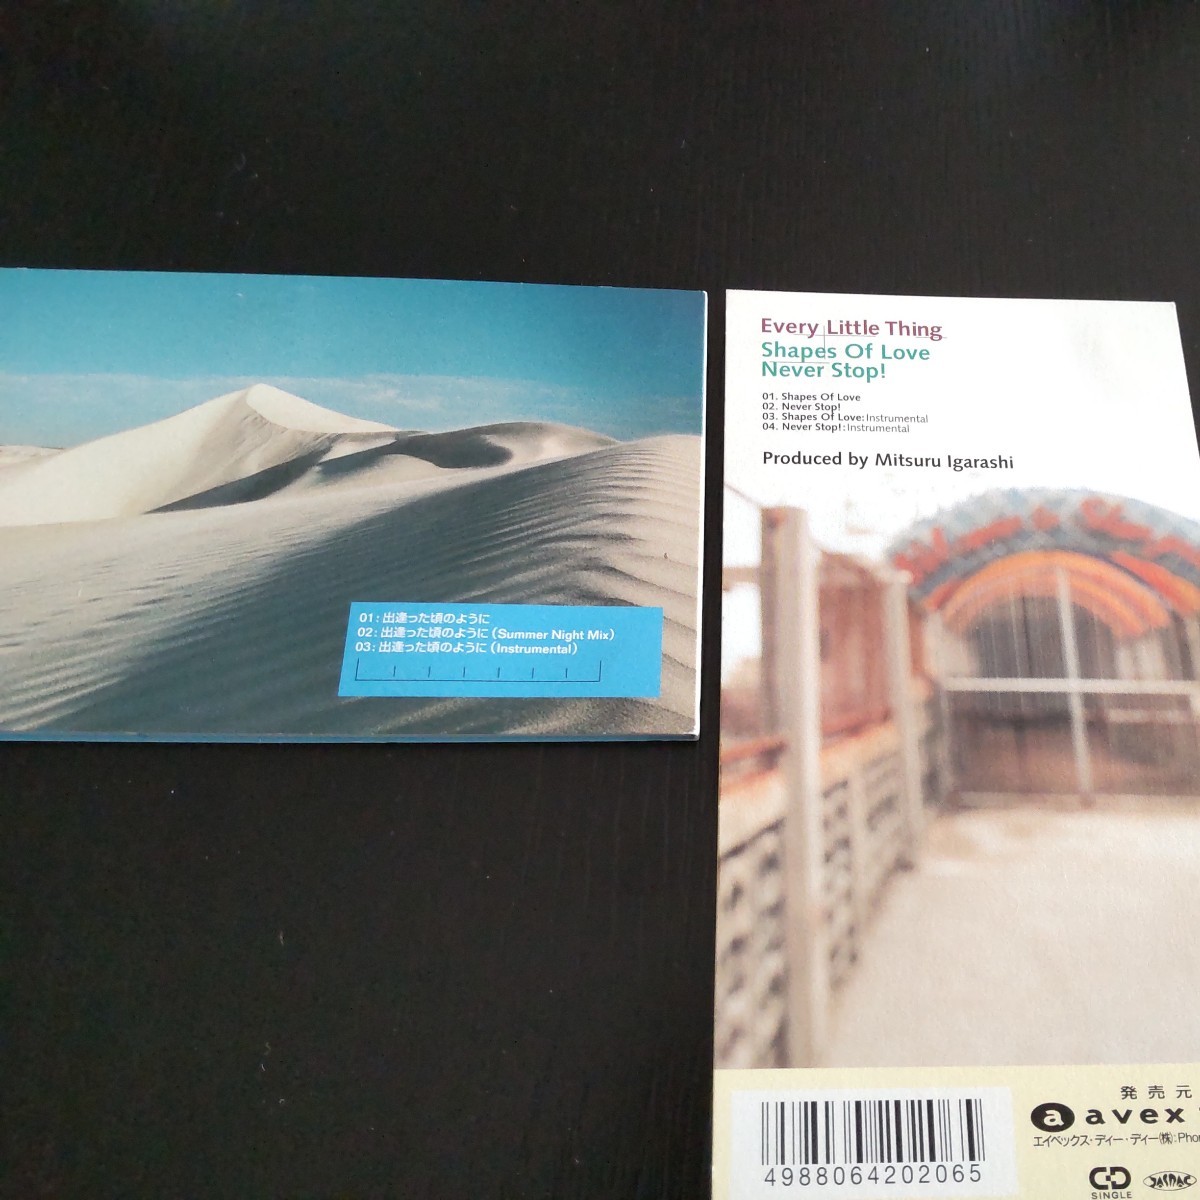 01：出逢った頃のように
02：出逢った頃のように（Summer Night Mix）
03：出逢った頃のように（Instrumental）
Every Little Thing
Shapes Of Love
Never Stop!
01. Shapes Of Love
02. Never Stop!
03. Shapes Of Love: Instrumental
04. Never Stop!: Instrumental
Produced by Mitsuru Igarashi
発売元
a avex
エイベックス・ディー・ディー(株): Phon
4988064202065
CD
SINGLE
JASRAC